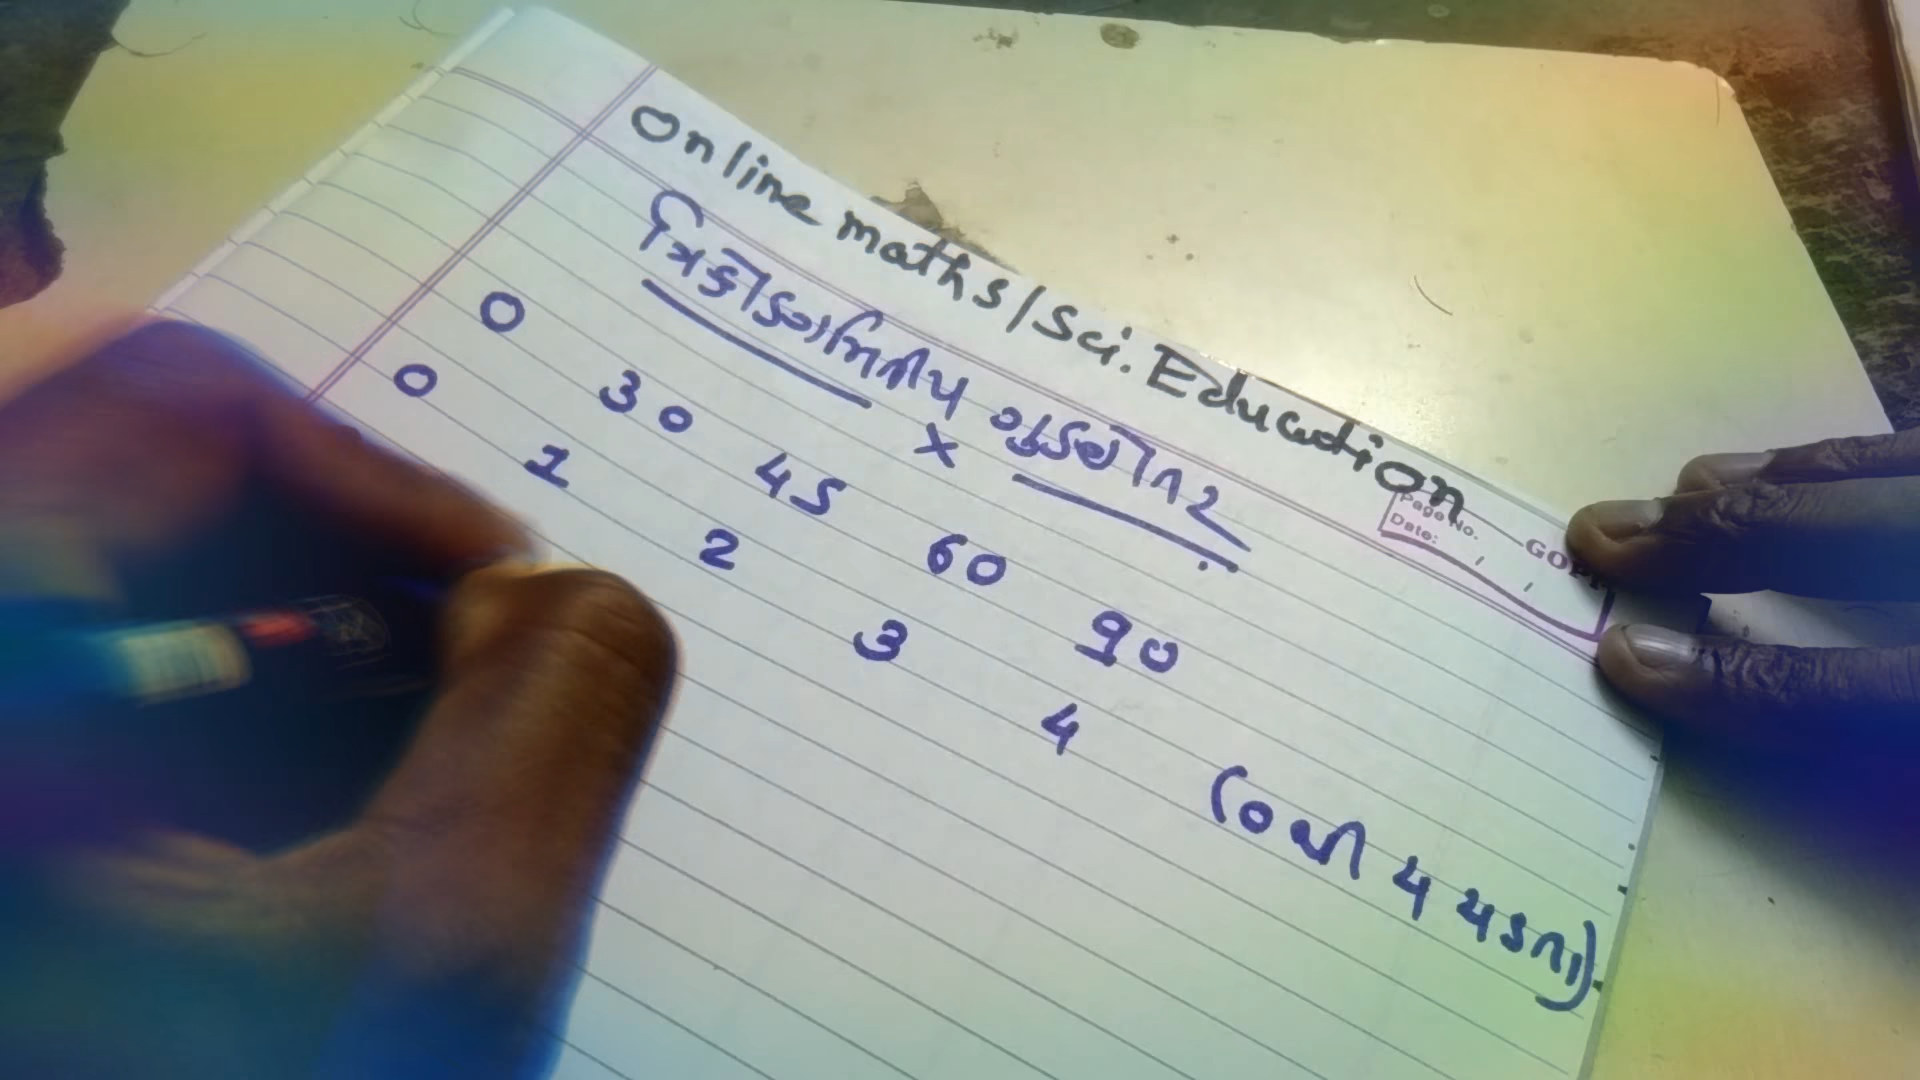 Online maths/Sci. Education
ત્રિકોણમિતીય ગુણોત્તર
×
Page No.
Date:
0 30 45 60 90
0 1 2 3 4 (0 થી 4 ચડતા)